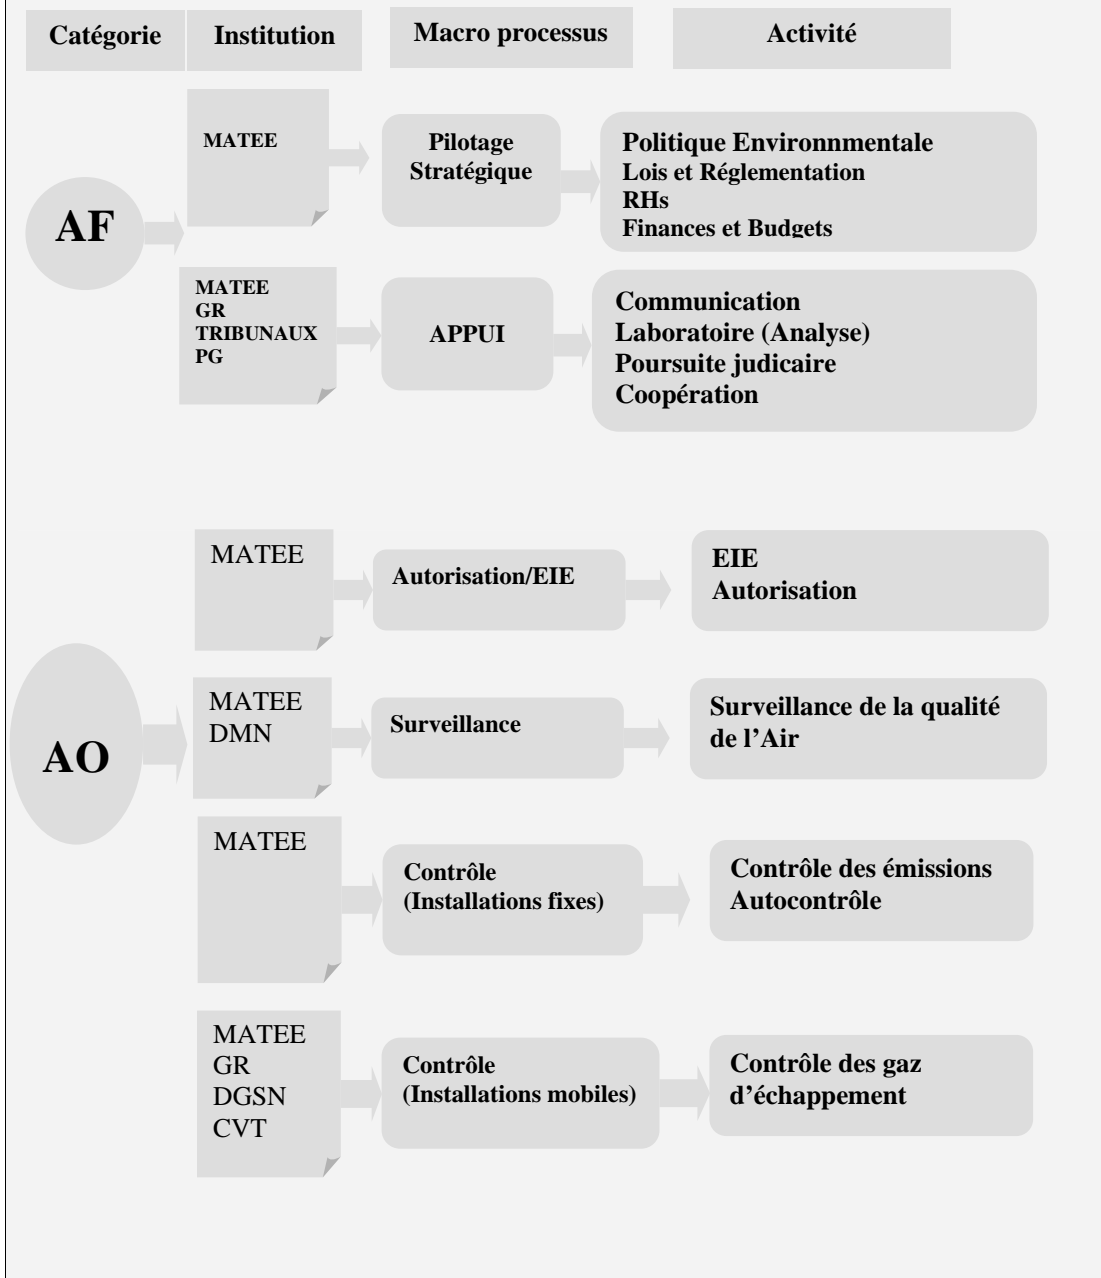 Catégorie
Institution
Macro processus
Activité
AF
MATEE
Pilotage
Stratégique
Politique Environnmentale
Lois et Réglementation
RHs
Finances et Budgets
MATEE
GR
TRIBUNAUX
PG
APPUI
Communication
Laboratoire (Analyse)
Poursuite judicaire
Coopération
AO
MATEE
Autorisation/EIE
EIE
Autorisation
MATEE
DMN
Surveillance
Surveillance de la qualité
de l’Air
MATEE
Contrôle
(Installations fixes)
Contrôle des émissions
Autocontrôle
MATEE
GR
DGSN
CVT
Contrôle
(Installations mobiles)
Contrôle des gaz
d’échappement